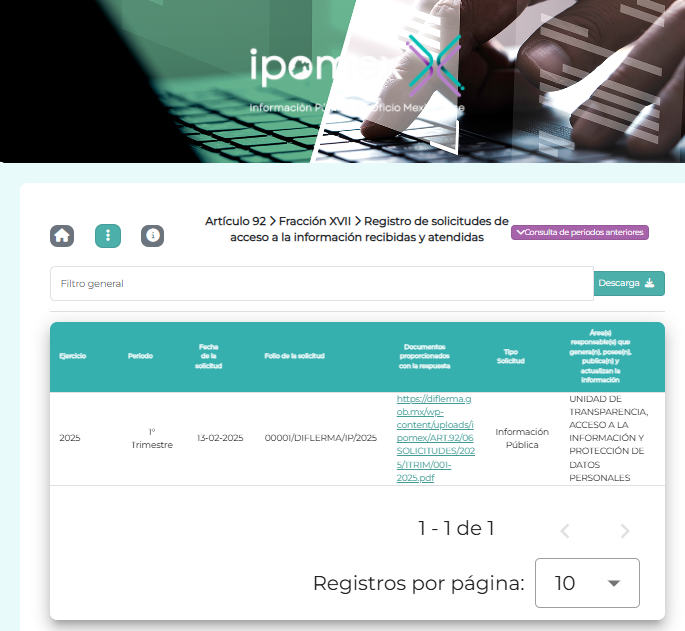 ipomex
Información Pú Oficio Mex se
Artículo 92 > Fracción XVII > Registro de solicitudes de
acceso a la información recibidas y atendidas
Consulta de periodos anteriores
Filtro general
Descarga
Ejercicio
Periodo
Fecha
de la
solicitud
Folio de la solicitud
Documentos
proporcionados
con la respuesta
Tipo
Solicitud
Área(s)
responsable(s) que
genera(n), posee(n),
publica(n) y
actualizan la
información
2025
1°
Trimestre
13-02-2025
00001/DIFLERMA/IP/2025
https://diflerma.g
ob.mx/wp-
content/uploads/i
pomex/ART.92/06
SOLICITUDES/202
5/1TRIM/001-
2025.pdf
Información
Pública
UNIDAD DE
TRANSPARENCIA,
ACCESO A LA
INFORMACIÓN Y
PROTECCIÓN DE
DATOS
PERSONALES
1 - 1 de 1
Registros por página:
10